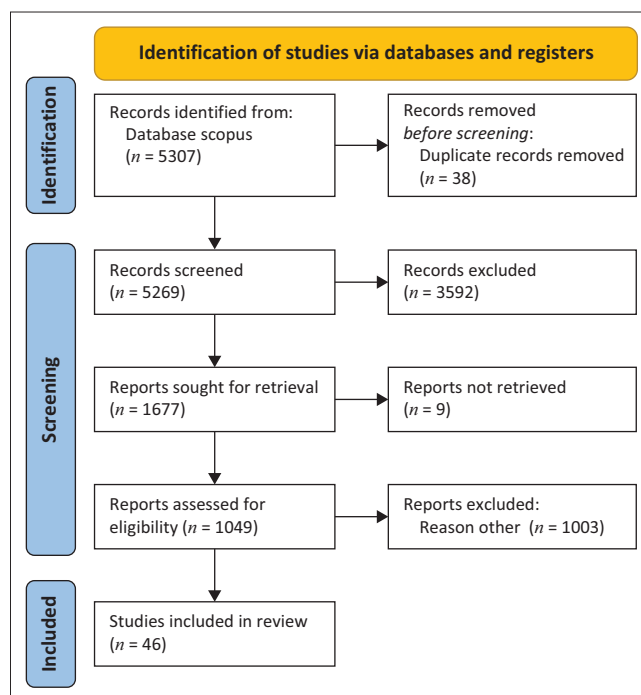 Identification of studies via databases and registers
Identification
Records identified from:
Database scopus
(n = 5307)
Records removed
before screening:
Duplicate records removed
(n = 38)
Screening
Records screened
(n = 5269)
Records excluded
(n = 3592)
Reports sought for retrieval
(n = 1677)
Reports not retrieved
(n = 9)
Reports assessed for
eligibility (n = 1049)
Reports excluded:
Reason other (n = 1003)
Included
Studies included in review
(n = 46)